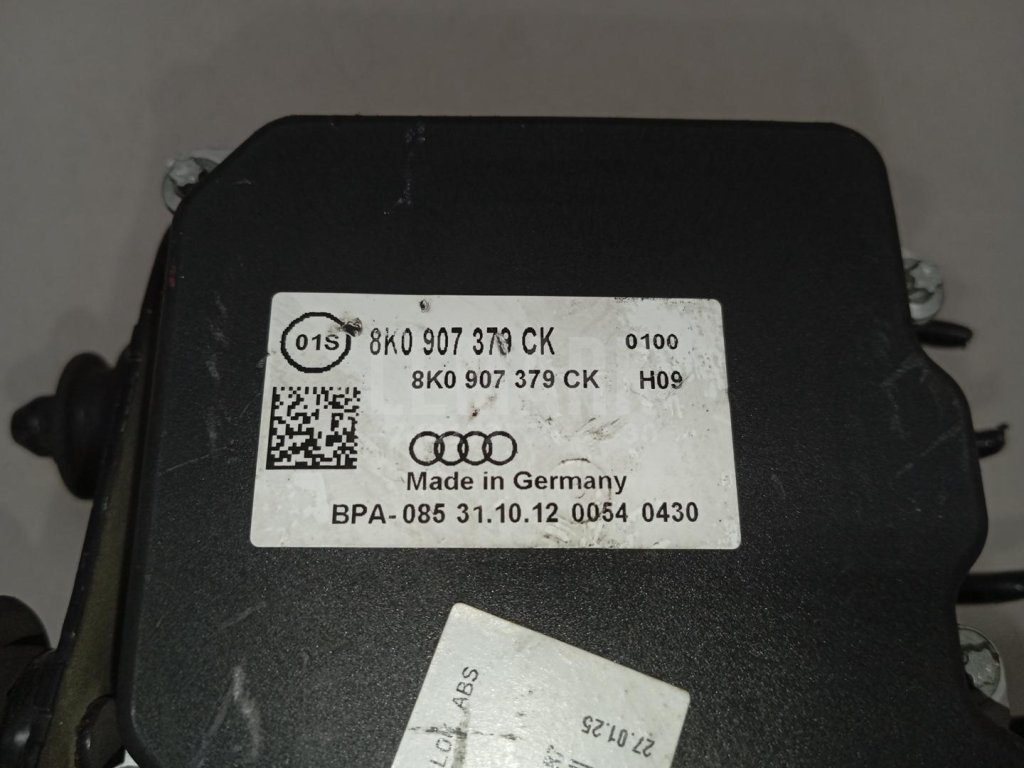 01S 8K0 907 379 CK 0100
8K0 907 379 CK H09
Made in Germany
BPA-085 31.10.12 0054 0430
ABS
27.01.25